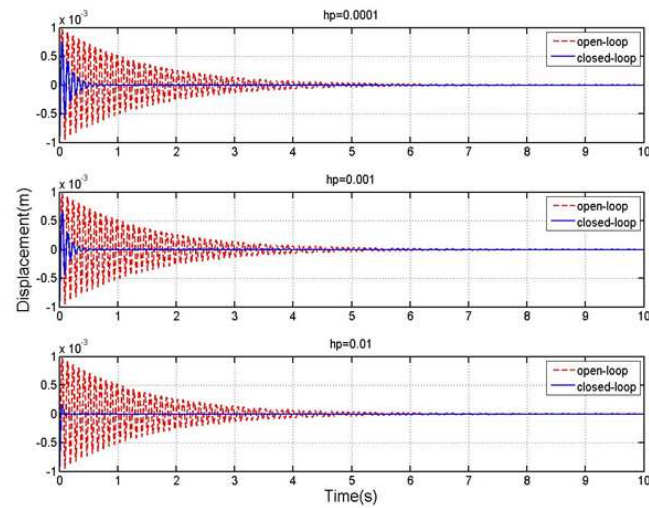 hp=0.0001
x 10⁻³
1
0.5
0
-0.5
-1
open-loop
closed-loop
0 1 2 3 4 5 6 7 8 9 10
hp=0.001
x 10⁻³
1
0.5
0
-0.5
-1
open-loop
closed-loop
0 1 2 3 4 5 6 7 8 9 10
Displacement(m)
hp=0.01
x 10⁻³
1
0.5
0
-0.5
-1
open-loop
closed-loop
0 1 2 3 4 5 6 7 8 9 10
Time(s)